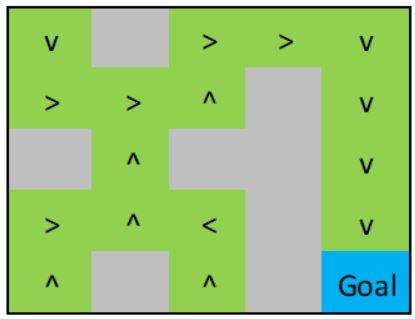 v > > v
> > ^ v
^ v
> ^ < v
^ ^ Goal